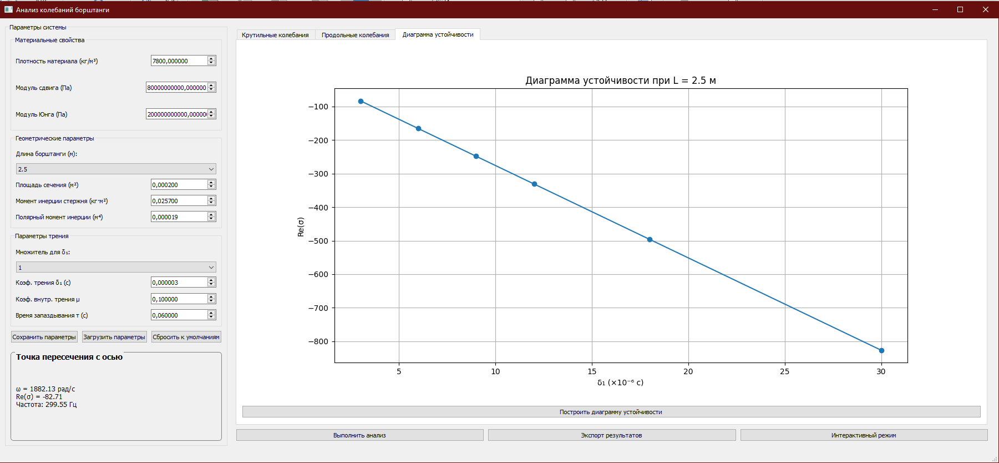 Анализ колебаний борштанги
Параметры системы
Материальные свойства
Плотность материала (кг/м³)
7800,000000
Модуль сдвига (Па)
80000000000,000000
Модуль Юнга (Па)
200000000000,00000
Геометрические параметры
Длина борштанги (м):
2.5
Площадь сечения (м²)
0,000200
Момент инерции стержня (кг·м²)
0,025700
Полярный момент инерции (м⁴)
0,000019
Параметры трения
Множитель для δ₁:
1
Коэф. трения δ₁ (с)
0,000003
Коэф. внутр. трения μ
0,100000
Время запаздывания τ (с)
0,060000
Сохранить параметры Загрузить параметры Сбросить к умолчаниям
Точка пересечения с осью
ω = 1882.13 рад/с
Re(σ) = -82.71
Частота: 299.55 Гц
Крутильные колебания Продольные колебания Диаграмма устойчивости
Диаграмма устойчивости при L = 2.5 м
−100
−200
−300
−400
−500
−600
−700
−800
Re(σ)
5 10 15 20 25 30
δ₁ (×10⁻⁶ с)
Построить диаграмму устойчивости
Выполнить анализ Экспорт результатов Интерактивный режим